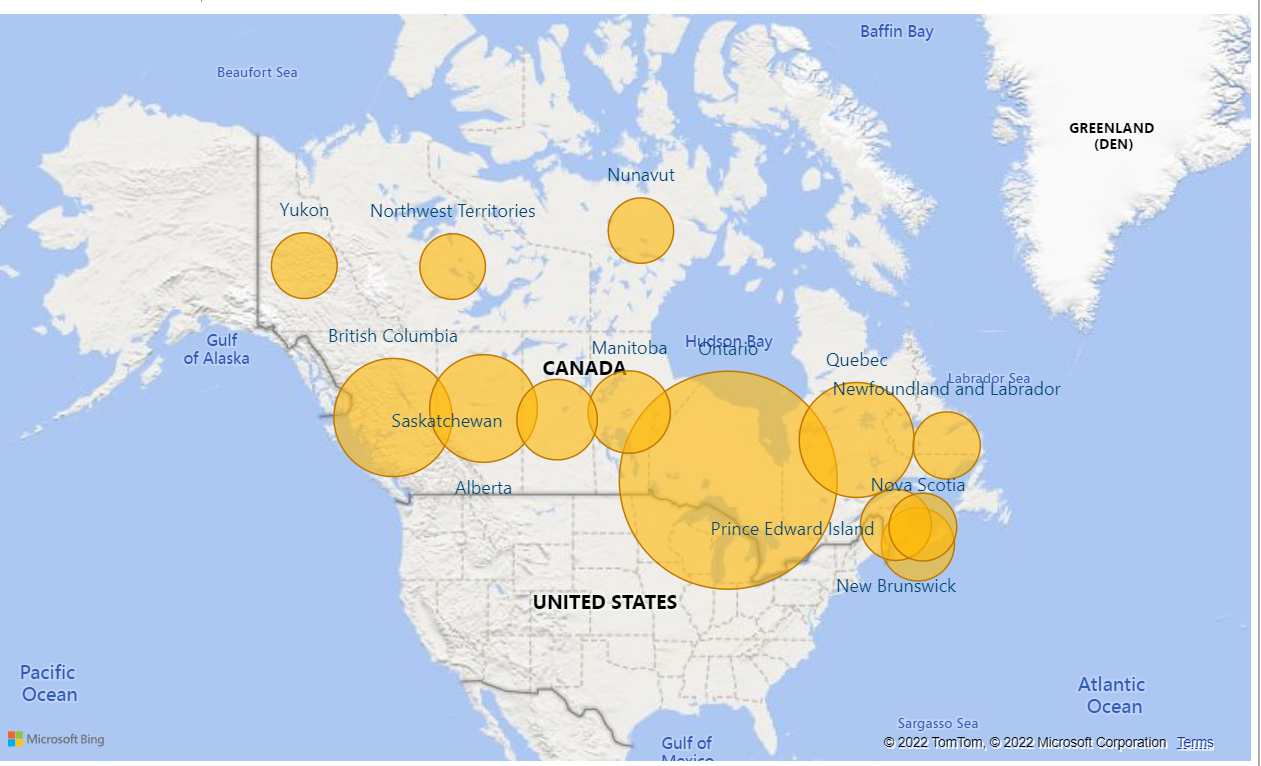 Baffin Bay
Beaufort Sea
GREENLAND
(DEN)
Nunavut
Yukon
Northwest Territories
British Columbia
Gulf
of Alaska
Hudson Bay
Manitoba
Ontario
Quebec
CANADA
Labrador Sea
Newfoundland and Labrador
Saskatchewan
Alberta
Nova Scotia
Prince Edward Island
New Brunswick
UNITED STATES
Pacific
Ocean
Atlantic
Ocean
Sargasso Sea
Microsoft Bing
Gulf of
Mexico
© 2022 TomTom, © 2022 Microsoft Corporation Terms